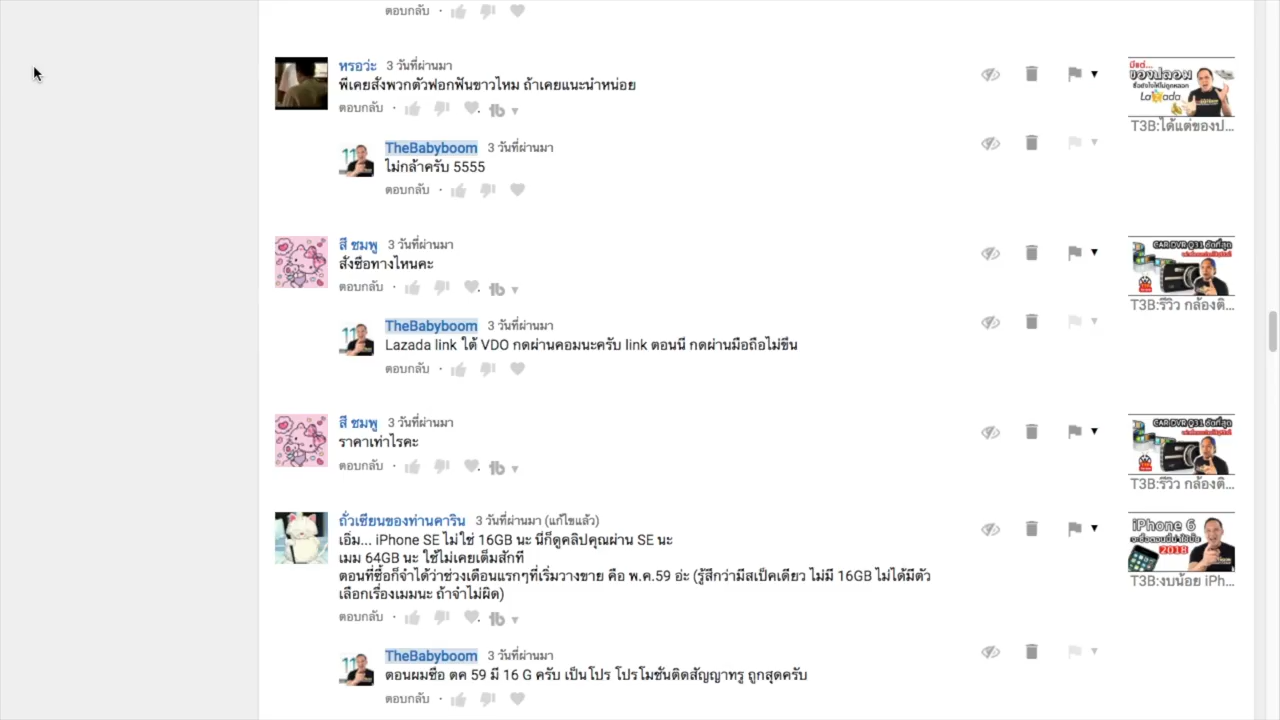 ตอบกลับ ·
หรอว่ะ 3 วันที่ผ่านมา
พี่เคยสั่งพวกตัวฟอกฟันขาวไหม ถ้าเคยแนะนำหน่อย
ตอบกลับ ·
T3B:ได้แต่ของป...
TheBabyboom 3 วันที่ผ่านมา
ไม่กล้าครับ 5555
ตอบกลับ ·
สี ชมพู 3 วันที่ผ่านมา
สั่งซื้อทางไหนคะ
ตอบกลับ ·
T3B:รีวิว กล้องติ...
TheBabyboom 3 วันที่ผ่านมา
Lazada link ใต้ VDO กดผ่านคอมนะครับ link ตอนนี้ กดผ่านมือถือไม่ขึ้น
ตอบกลับ ·
สี ชมพู 3 วันที่ผ่านมา
ราคาเท่าไรคะ
ตอบกลับ ·
T3B:รีวิว กล้องติ...
ถั่วเซียนของท่านคาริน 3 วันที่ผ่านมา (แก้ไขแล้ว)
เอิ่ม... iPhone SE ไม่ใช่ 16GB นะ นี่ก็ดูคลิปคุณผ่าน SE นะ
เมม 64GB นะ ใช้ไม่เคยเต็มสักที
ตอนที่ซื้อก็จำได้ว่าช่วงเดือนแรกๆที่เริ่มวางขาย คือ พ.ค.59 อ่ะ (รู้สึกว่ามีสเป็คเดียว ไม่มี 16GB ไม่ได้มีตัว
เลือกเรื่องเมมนะ ถ้าจำไม่ผิด)
ตอบกลับ ·
iPhone 6
2018
T3B:งบน้อย iPh...
TheBabyboom 3 วันที่ผ่านมา
ตอนผมซื้อ ตค 59 มี 16 G ครับ เป็นโปร โปรโมชั่นติดสัญญาทรู ถูกสุดครับ
ตอบกลับ ·